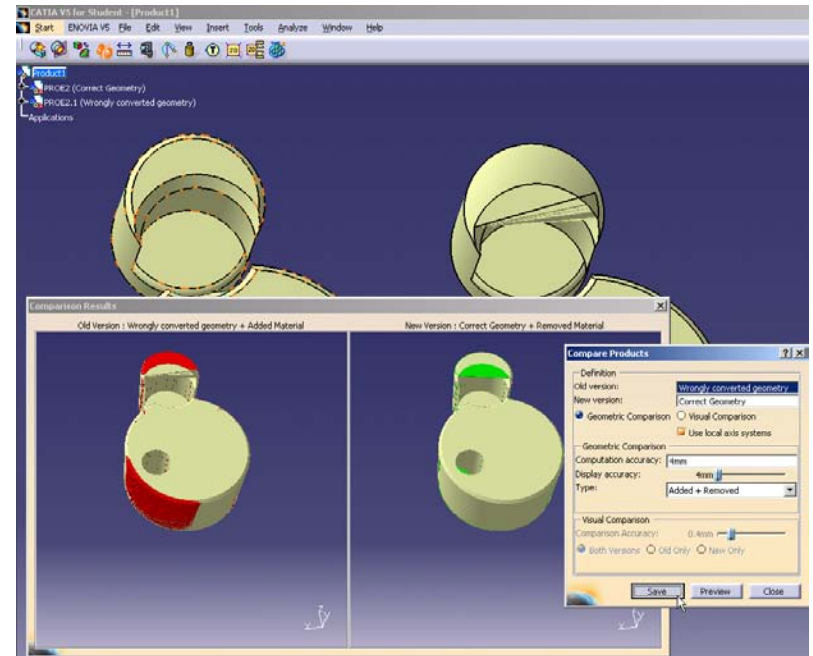 CATIA V5 for Student - [Product1]
Start ENOVIA V5 File Edit View Insert Tools Analyze Window Help
Product1
PROE2 (Correct Geometry)
PROE2.1 (Wrongly converted geometry)
Applications
Comparison Results
Old Version : Wrongly converted geometry + Added Material
New Version : Correct Geometry + Removed Material
Compare Products
Definition
Old version: Wrongly converted geometry
New version: Correct Geometry
Geometric Comparison Visual Comparison
Use local axis systems
Geometric Comparison
Computation accuracy: 4mm
Display accuracy: 4mm
Type: Added + Removed
Visual Comparison
Comparison Accuracy: 0.4mm
Both Versions Old Only New Only
Save Preview Close